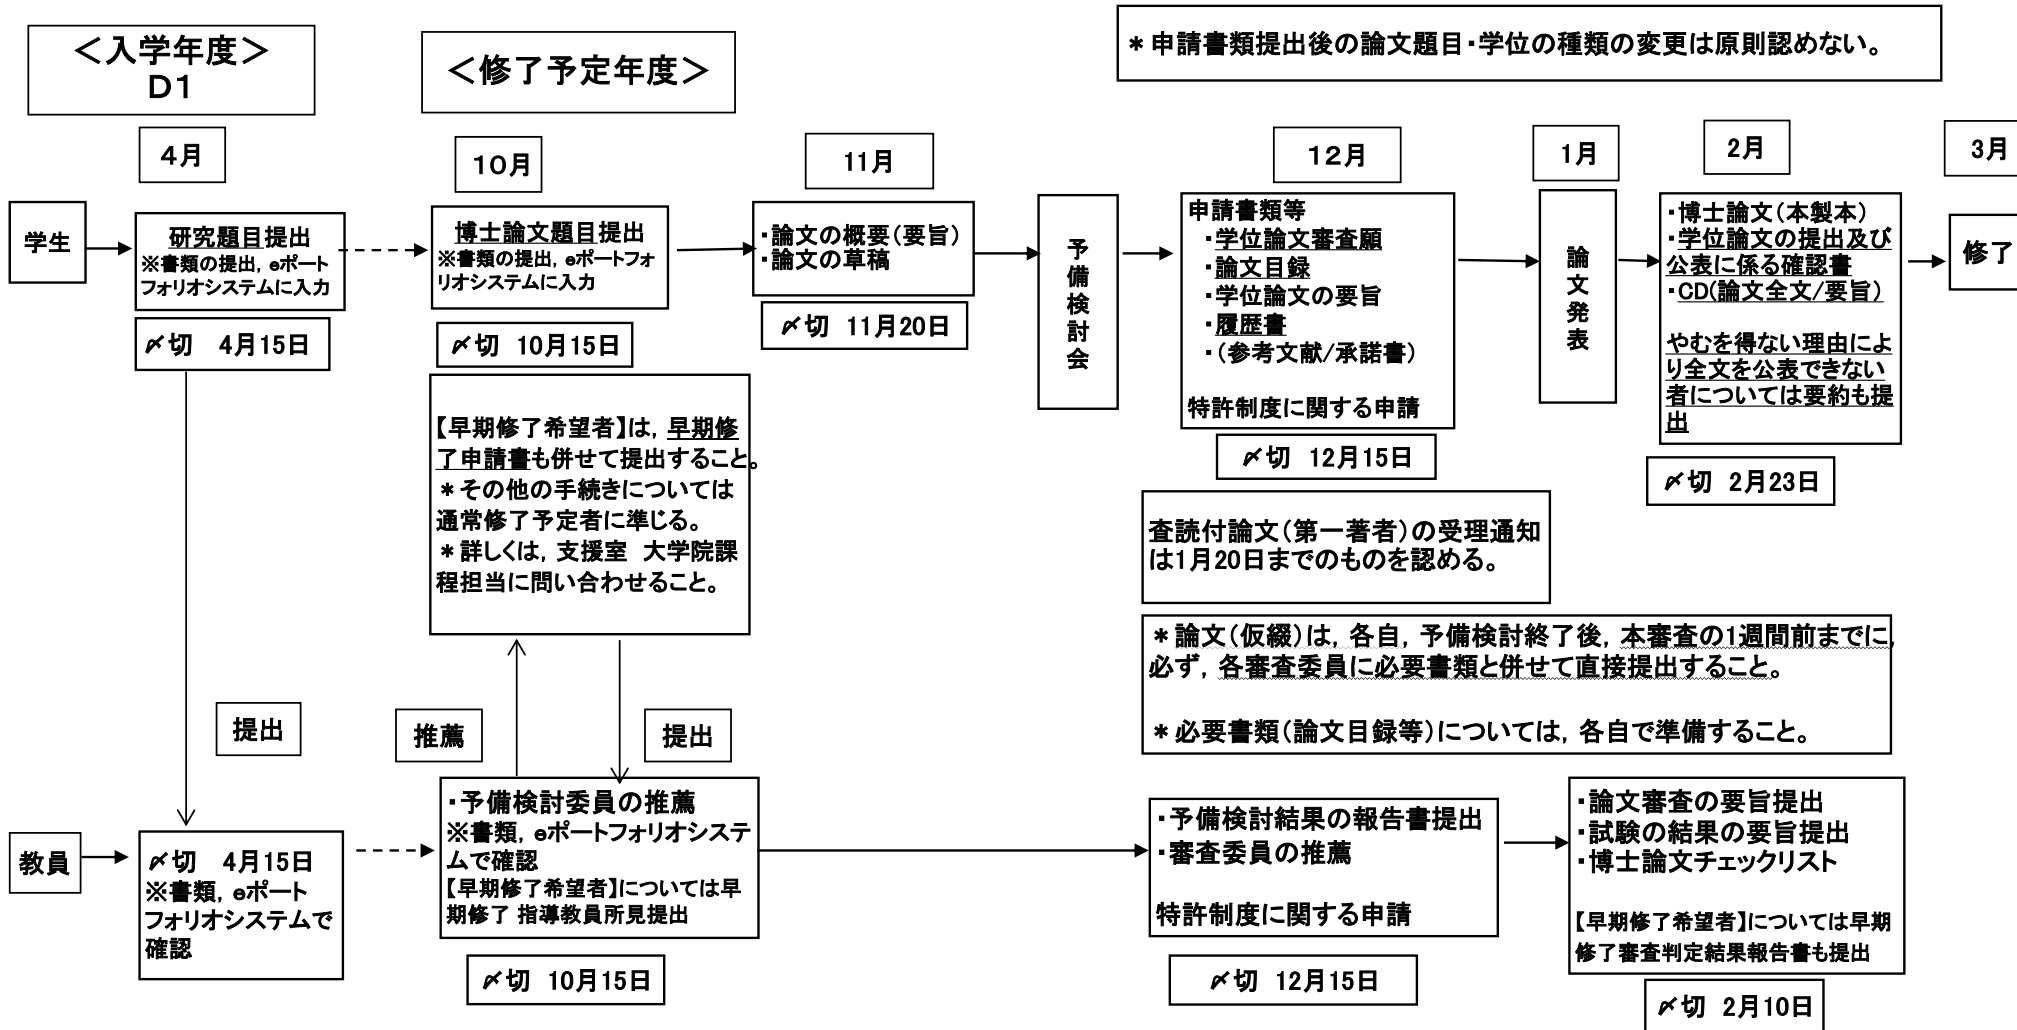 ＜入学年度＞
D1
＜修了予定年度＞
＊申請書類提出後の論文題目・学位の種類の変更は原則認めない。
4月
10月
11月
12月
1月
2月
3月
学生
研究題目提出
※書類の提出，eポート
フォリオシステムに入力
〆切　4月15日
博士論文題目提出
※書類の提出，eポートフォ
リオシステムに入力
〆切 10月15日
・論文の概要（要旨）
・論文の草稿
〆切 11月20日
予備検討会
申請書類等
・学位論文審査願
・論文目録
・学位論文の要旨
・履歴書
・（参考文献/承諾書）
特許制度に関する申請
〆切 12月15日
論文発表
・博士論文（本製本）
・学位論文の提出及び
公表に係る確認書
・CD(論文全文/要旨）
やむを得ない理由によ
り全文を公表できない
者については要約も提
出
〆切 2月23日
修了
【早期修了希望者】は，早期修
了申請書も併せて提出すること。
＊その他の手続きについては
通常修了予定者に準じる。
＊詳しくは，支援室　大学院課
程担当に問い合わせること。
査読付論文（第一著者）の受理通知
は1月20日までのものを認める。
＊論文（仮綴）は，各自，予備検討終了後，本審査の1週間前までに，
必ず，各審査委員に必要書類と併せて直接提出すること。
＊必要書類（論文目録等）については，各自で準備すること。
提出
推薦
提出
教員
〆切　4月15日
※書類，eポート
フォリオシステムで
確認
・予備検討委員の推薦
※書類，eポートフォリオシステ
ムで確認
【早期修了希望者】については早
期修了 指導教員所見提出
〆切 10月15日
・予備検討結果の報告書提出
・審査委員の推薦
特許制度に関する申請
〆切 12月15日
・論文審査の要旨提出
・試験の結果の要旨提出
・博士論文チェックリスト
【早期修了希望者】については早期
修了審査判定結果報告書も提出
〆切 2月10日